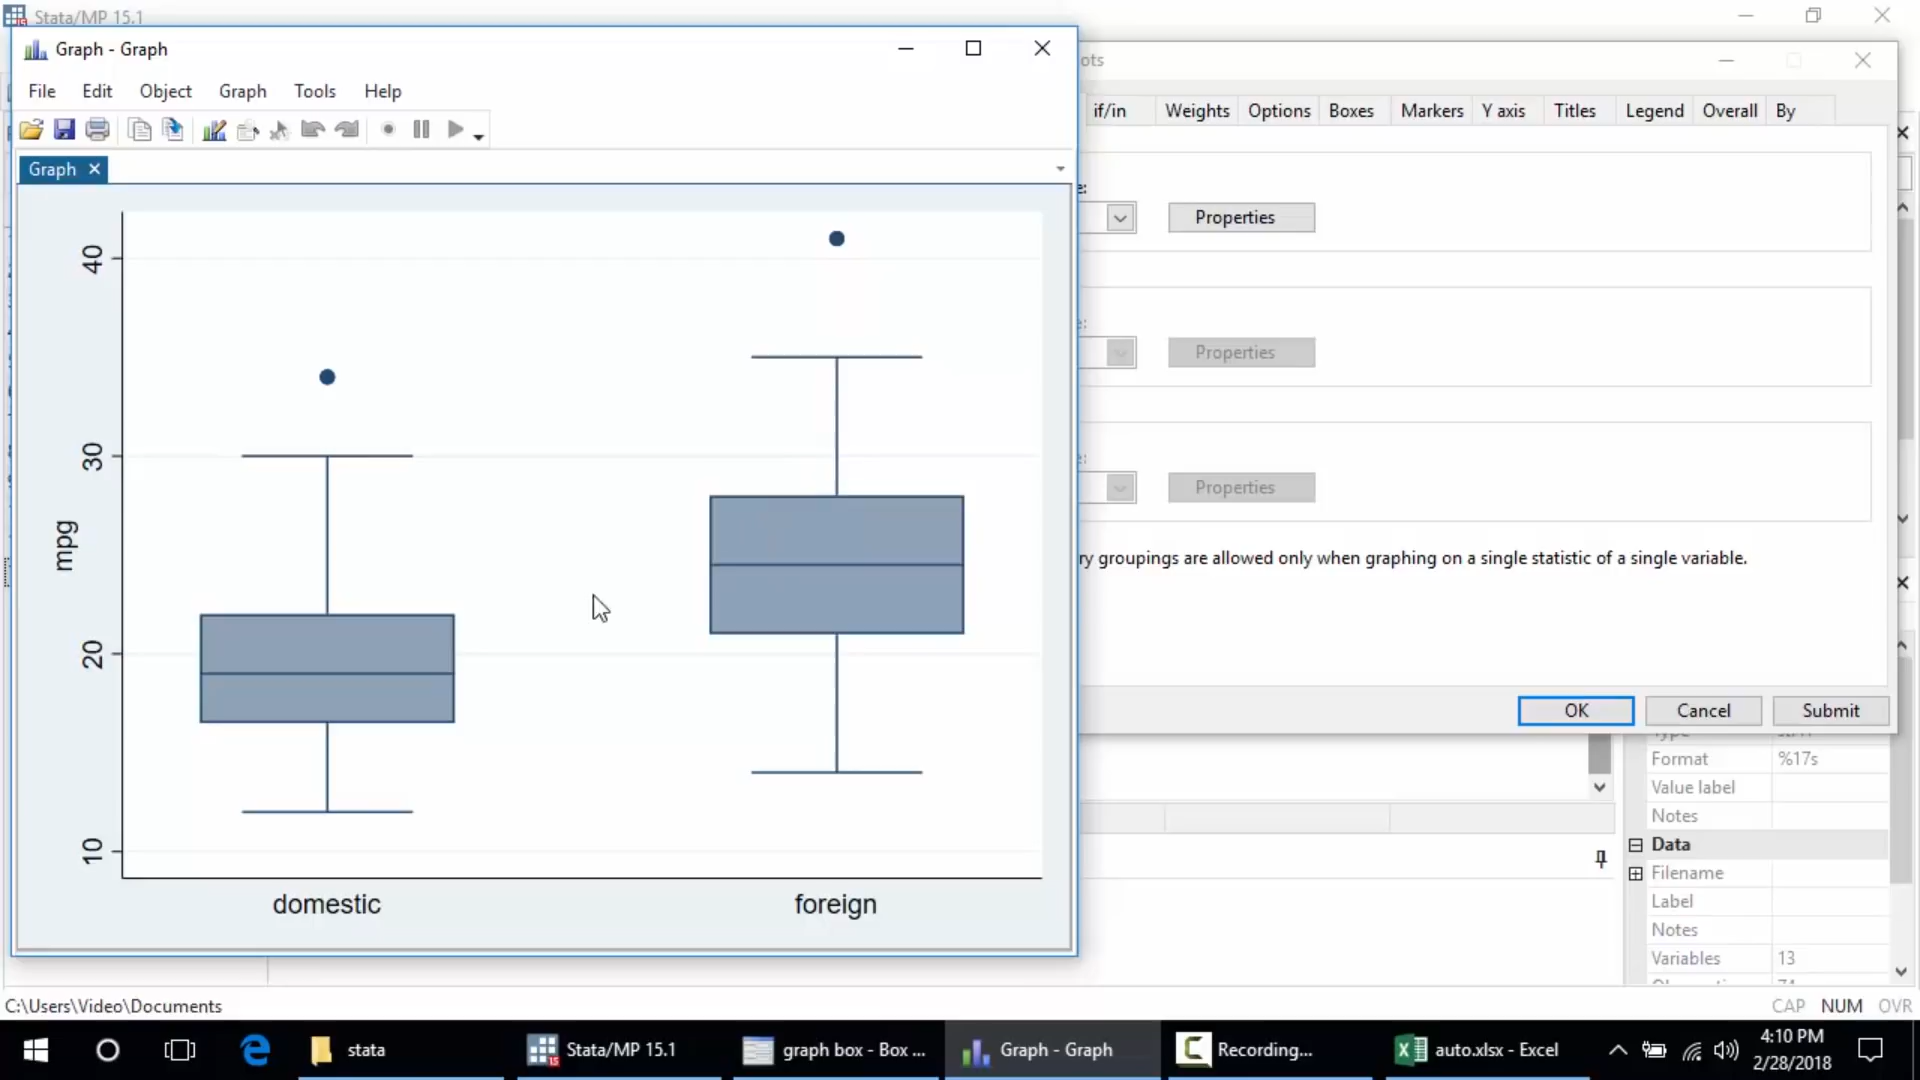 Stata/MP 15.1
Graph - Graph
ots
File Edit Object Graph Tools Help
if/in Weights Options Boxes Markers Y axis Titles Legend Overall By
Graph
e:
Properties
e:
Properties
e:
Properties
ry groupings are allowed only when graphing on a single statistic of a single variable.
40
30
20
10
mpg
domestic foreign
OK Cancel Submit
Format %17s
Value label
Notes
Data
Filename
Label
Notes
Variables 13
C:\Users\Video\Documents
CAP NUM OVR
stata
Stata/MP 15.1
graph box - Box ...
Graph - Graph
Recording...
auto.xlsx - Excel
4:10 PM
2/28/2018